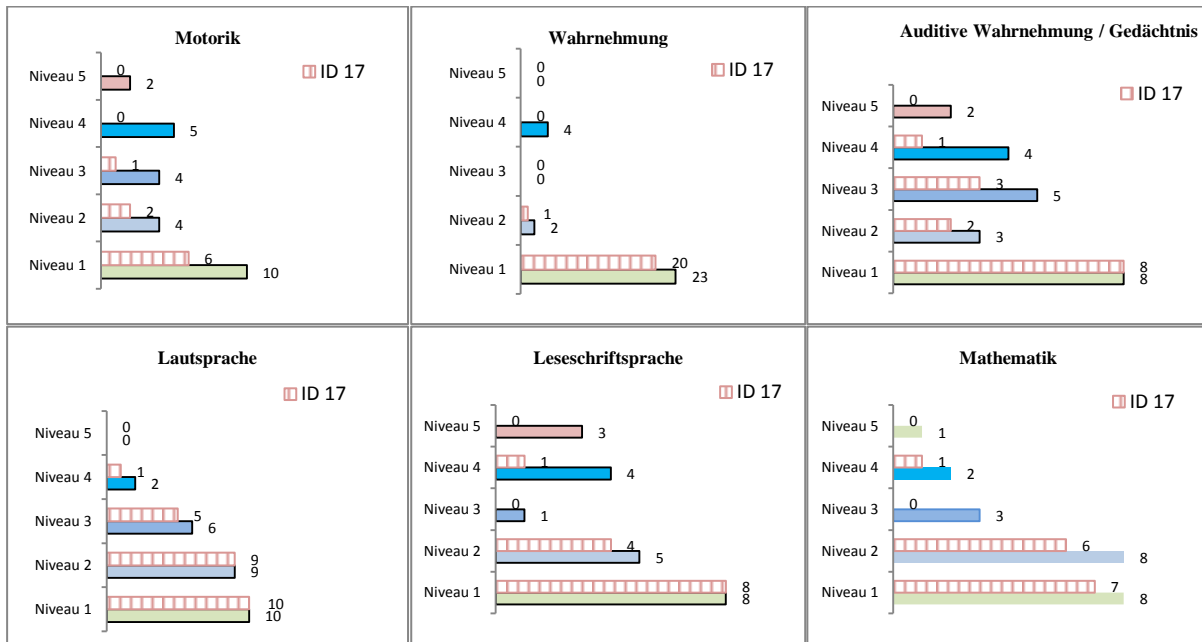 Motorik
ID 17
Niveau 5
0
2
Niveau 4
0
5
Niveau 3
1
4
Niveau 2
2
4
Niveau 1
6
10
Wahrnehmung
ID 17
Niveau 5
0
0
Niveau 4
0
4
Niveau 3
0
0
Niveau 2
1
2
Niveau 1
20
23
Auditive Wahrnehmung / Gedächtnis
ID 17
Niveau 5
0
2
Niveau 4
1
4
Niveau 3
3
5
Niveau 2
2
3
Niveau 1
8
8
Lautsprache
ID 17
Niveau 5
0
0
Niveau 4
1
2
Niveau 3
5
6
Niveau 2
9
9
Niveau 1
10
10
Leseschriftsprache
ID 17
Niveau 5
0
3
Niveau 4
1
4
Niveau 3
0
1
Niveau 2
4
5
Niveau 1
8
8
Mathematik
ID 17
Niveau 5
0
1
Niveau 4
1
2
Niveau 3
0
3
Niveau 2
6
8
Niveau 1
7
8